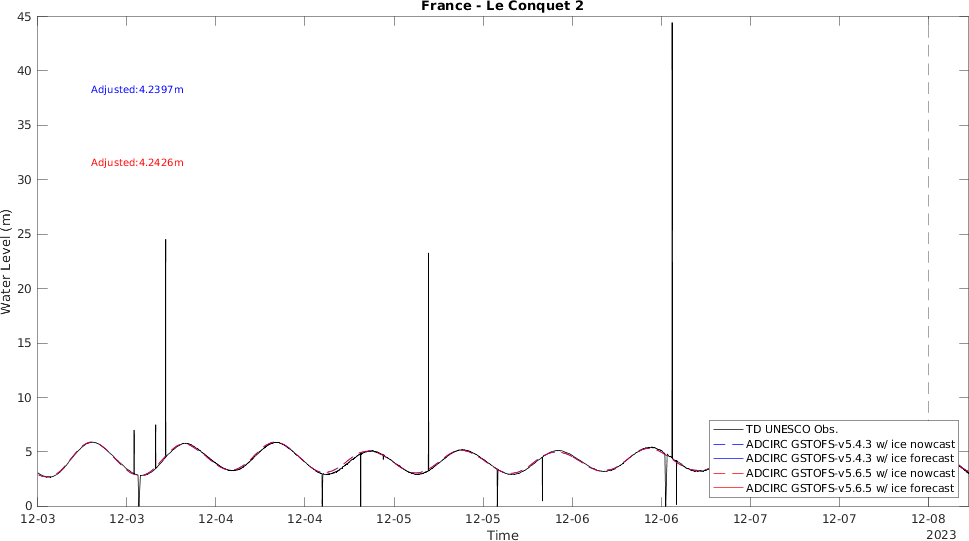 France - Le Conquet 2
45
40
35
30
25
20
15
10
5
0
Water Level (m)
Adjusted:4.2397m
Adjusted:4.2426m
TD UNESCO Obs.
ADCIRC GSTOFS-v5.4.3 w/ ice nowcast
ADCIRC GSTOFS-v5.4.3 w/ ice forecast
ADCIRC GSTOFS-v5.6.5 w/ ice nowcast
ADCIRC GSTOFS-v5.6.5 w/ ice forecast
12-03 12-03 12-04 12-04 12-05 12-05 12-06 12-06 12-07 12-07 12-08
Time
2023